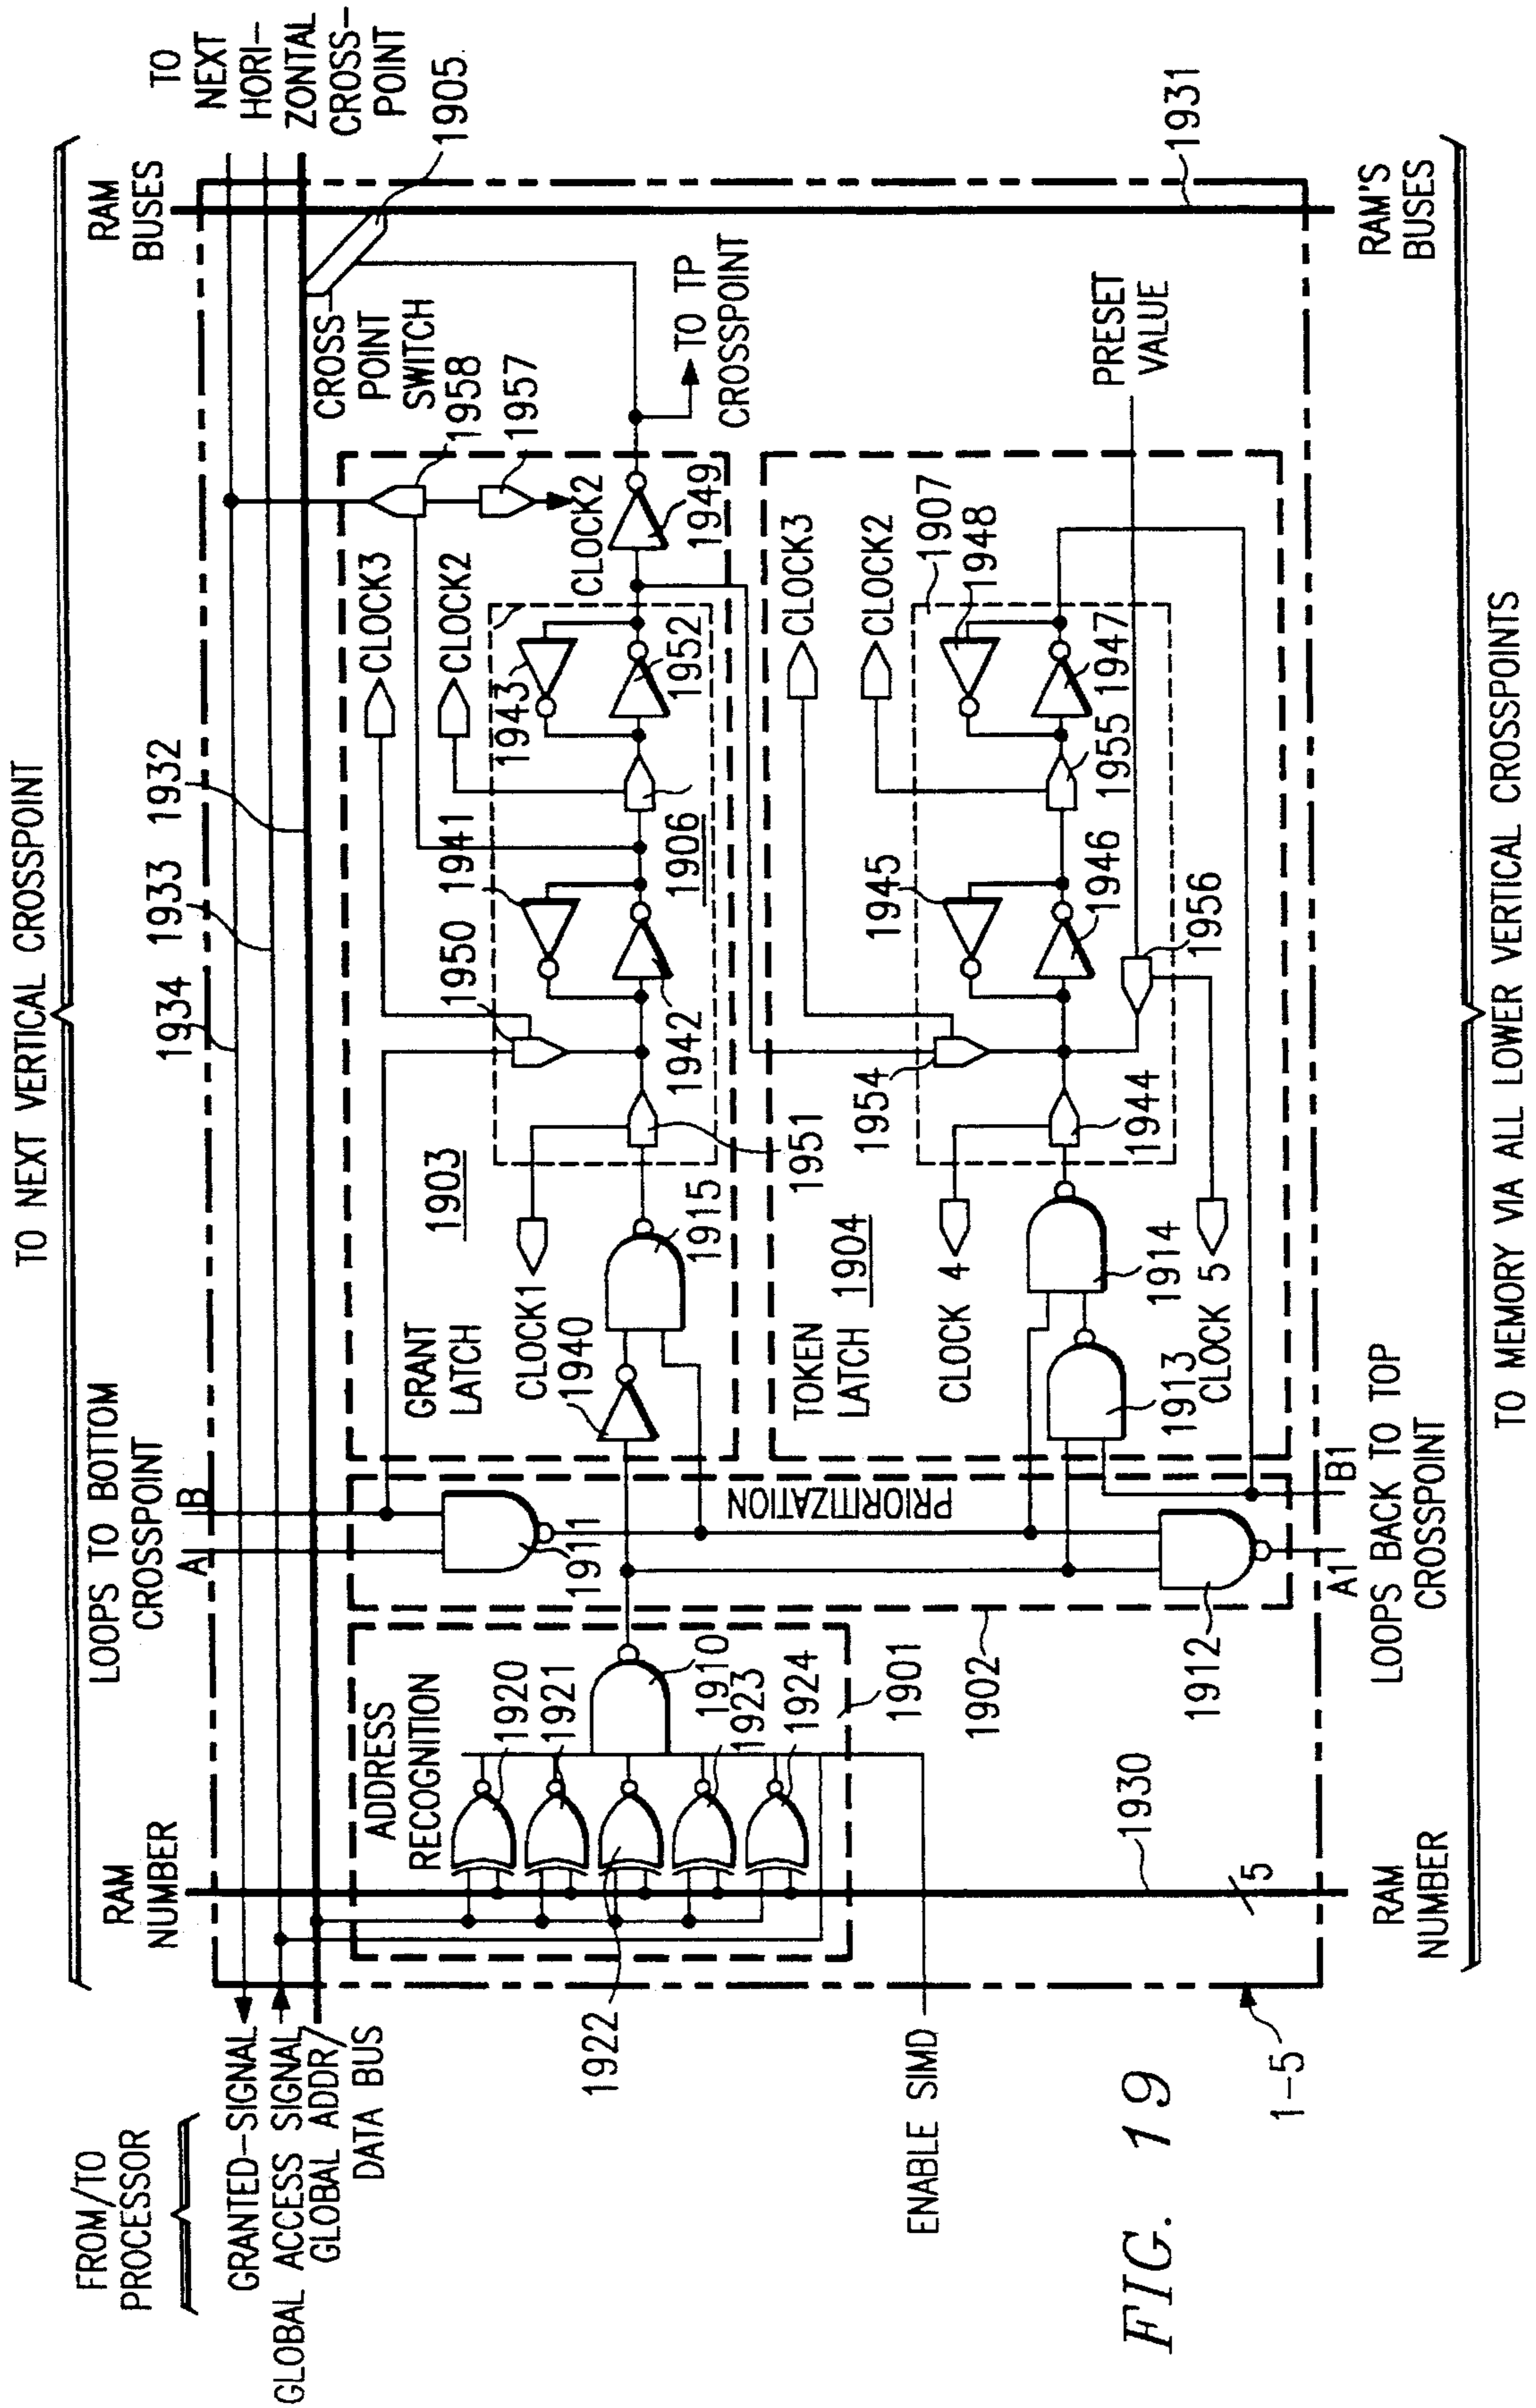 TO NEXT VERTICAL CROSSPOINT
FROM/TO
PROCESSOR
RAM
NUMBER
LOOPS TO BOTTOM
CROSSPOINT
A
B
1934
1933
1932
RAM
BUSES
TO
NEXT
HORI-
ZONTAL
CROSS-
POINT
GRANTED-SIGNAL
GLOBAL ACCESS SIGNAL
GLOBAL ADDR/
DATA BUS
1905
CROSS-
POINT
SWITCH
1958
1957
ADDRESS
RECOGNITION
1920
1921
1922
1910
1923
1924
1901
ENABLE SIMD
1911
PRIORITIZATION
1902
1912
GRANT
LATCH
1903
CLOCK1
1940
1915
1951
1950
1941
1942
1906
1943
1952
CLOCK3
CLOCK2
CLOCK2
1949
TO TP
CROSSPOINT
TOKEN
LATCH
1904
CLOCK 4
1913
1914
CLOCK 5
1944
1954
1945
1946
1956
1955
1947
1948
1907
CLOCK3
CLOCK2
PRESET
VALUE
1930
5
1931
1-5
RAM
NUMBER
A1
B1
LOOPS BACK TO TOP
CROSSPOINT
RAM'S
BUSES
TO MEMORY VIA ALL LOWER VERTICAL CROSSPOINTS
FIG. 19